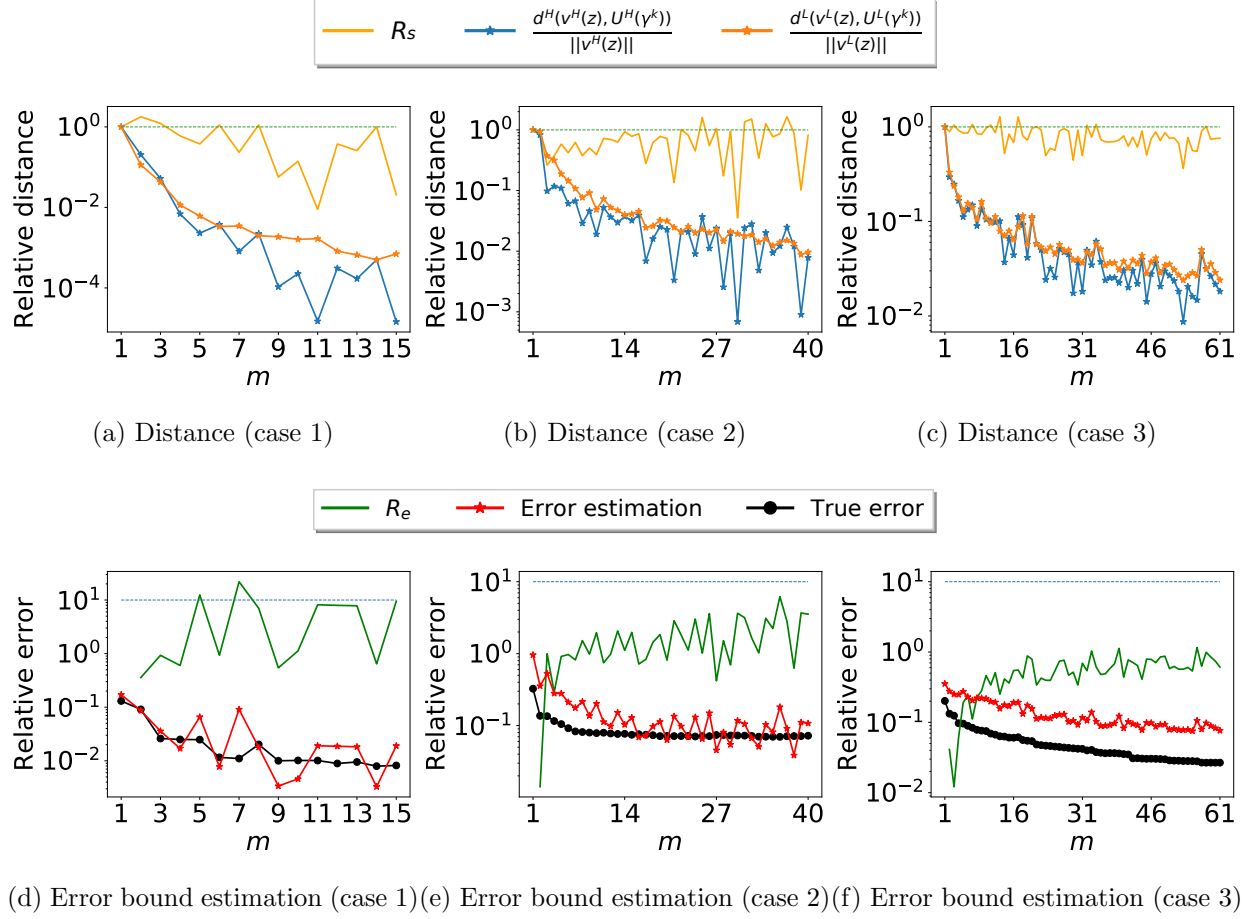 R_s d^H(v^H(z), U^H(γ^k)) / ||v^H(z)|| d^L(v^L(z), U^L(γ^k)) / ||v^L(z)||
Relative distance
10^0
10^-2
10^-4
1 3 5 7 9 11 13 15
m
(a) Distance (case 1)
Relative distance
10^0
10^-1
10^-2
10^-3
1 14 27 40
m
(b) Distance (case 2)
Relative distance
10^0
10^-1
10^-2
1 16 31 46 61
m
(c) Distance (case 3)
R_e Error estimation True error
Relative error
10^1
10^0
10^-1
10^-2
1 3 5 7 9 11 13 15
m
(d) Error bound estimation (case 1)
Relative error
10^1
10^0
10^-1
1 14 27 40
m
(e) Error bound estimation (case 2)
Relative error
10^1
10^0
10^-1
10^-2
1 16 31 46 61
m
(f) Error bound estimation (case 3)